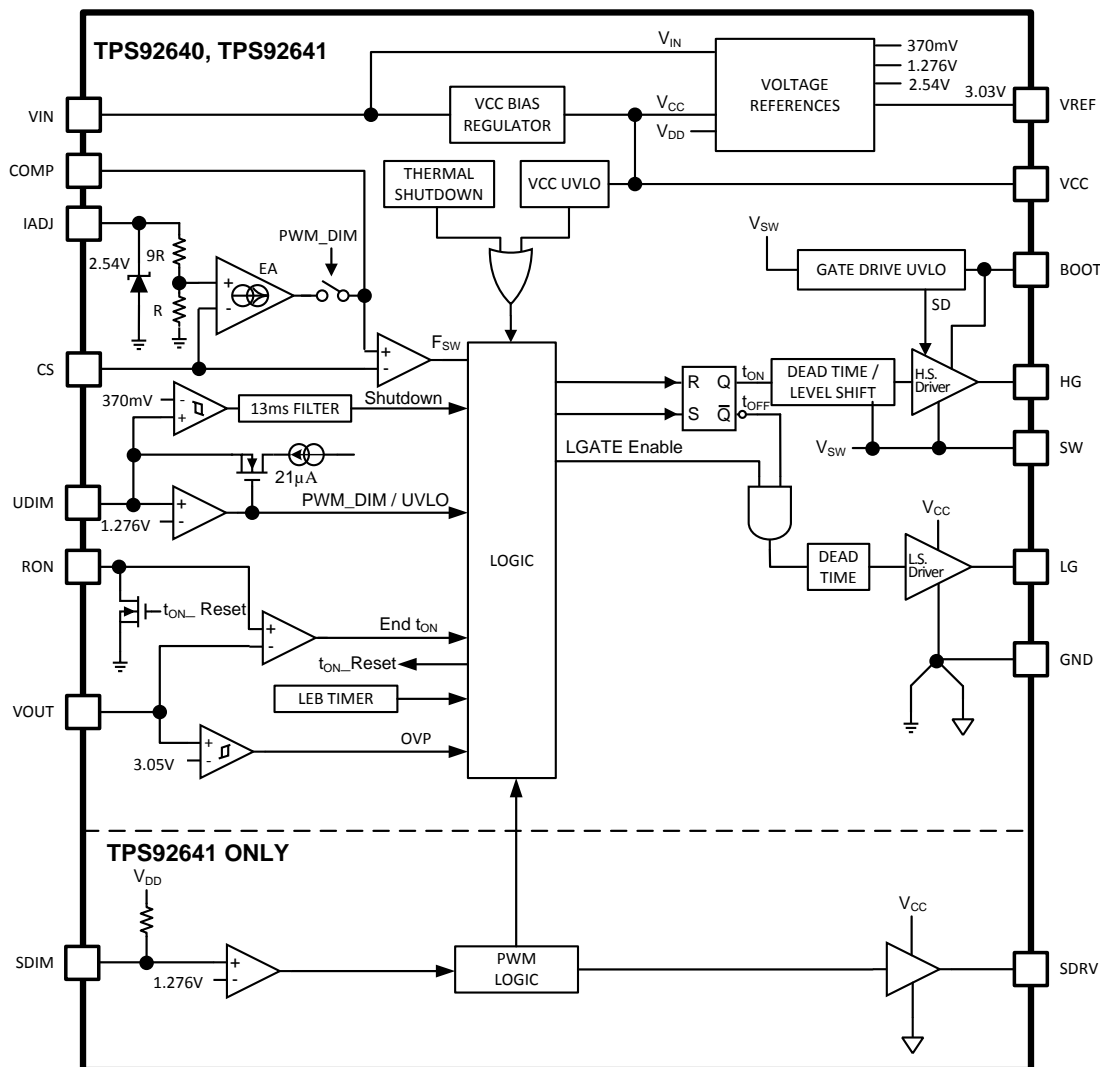 TPS92640, TPS92641
VIN
VIN
VCC BIAS
REGULATOR
VCC
VDD
VOLTAGE
REFERENCES
370mV
1.276V
2.54V
3.03V
VREF
COMP
THERMAL
SHUTDOWN
VCC UVLO
VCC
IADJ
2.54V
9R
R
EA
+
-
PWM_DIM
VSW
GATE DRIVE UVLO
BOOT
SD
CS
+
-
FSW
370mV
-
+
13ms FILTER
Shutdown
R Q
S Q̅
tON
tOFF
DEAD TIME /
LEVEL SHIFT
H.S.
Driver
HG
VSW
SW
LGATE Enable
21µA
UDIM
1.276V
+
-
PWM_DIM / UVLO
LOGIC
VCC
DEAD
TIME
L.S.
Driver
LG
RON
tON_ Reset
+
-
End tON
tON_Reset
GND
LEB TIMER
VOUT
3.05V
+
-
OVP
TPS92641 ONLY
VDD
SDIM
1.276V
+
-
PWM
LOGIC
VCC
SDRV